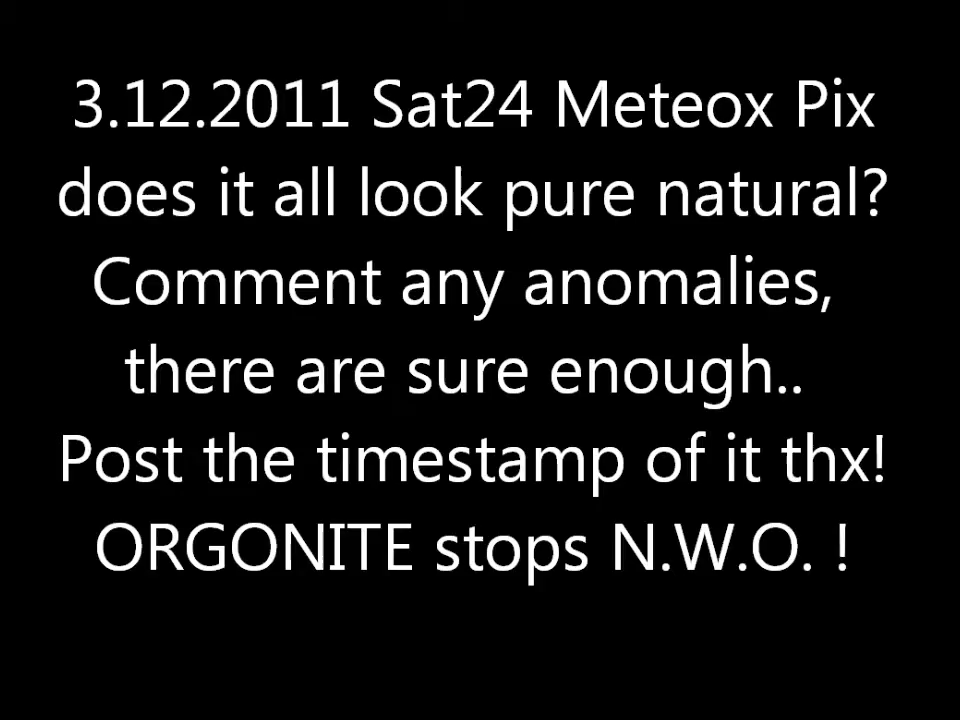 3.12.2011 Sat24 Meteox Pix
does it all look pure natural?
Comment any anomalies,
there are sure enough..
Post the timestamp of it thx!
ORGONITE stops N.W.O. !